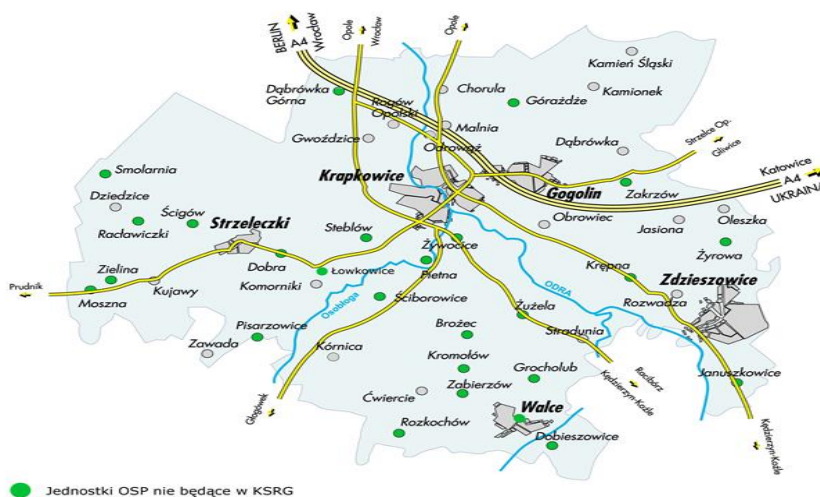 BERLIN
Wrocław
A4
Opole
Wrocław
Opole
Kamień Śląski
Dąbrówka
Górna
Rogów
Opolski
Chorula
Górażdże
Kamionek
Gwoździce
Malnia
Odrowąż
Dąbrówka
Strzelce Op.
Gliwice
Smolarnia
Krapkowice
Gogolin
Katowice
A4
UKRAINA
Dziedzice
Zakrzów
Ścigów
Racławiczki
Strzeleczki
Steblów
Obrowiec
Jasiona
Oleszka
Żywocice
Żyrowa
Zielina
Dobra
Łowkowice
Pietna
Krępna
Zdzieszowice
Prudnik
Moszna
Kujawy
Komorniki
Osobłoga
Ściborowice
ODRA
Rozwadza
Żużela
Pisarzowice
Brożec
Stradunia
Zawada
Kórnica
Kromołów
Grocholub
Januszkowice
Racibórz
Kędzierzyn-Koźle
Ćwiercie
Zabierzów
Głogówek
Walce
Rozkochów
Dobieszowice
Kędzierzyn-Koźle
Jednostki OSP nie będące w KSRG